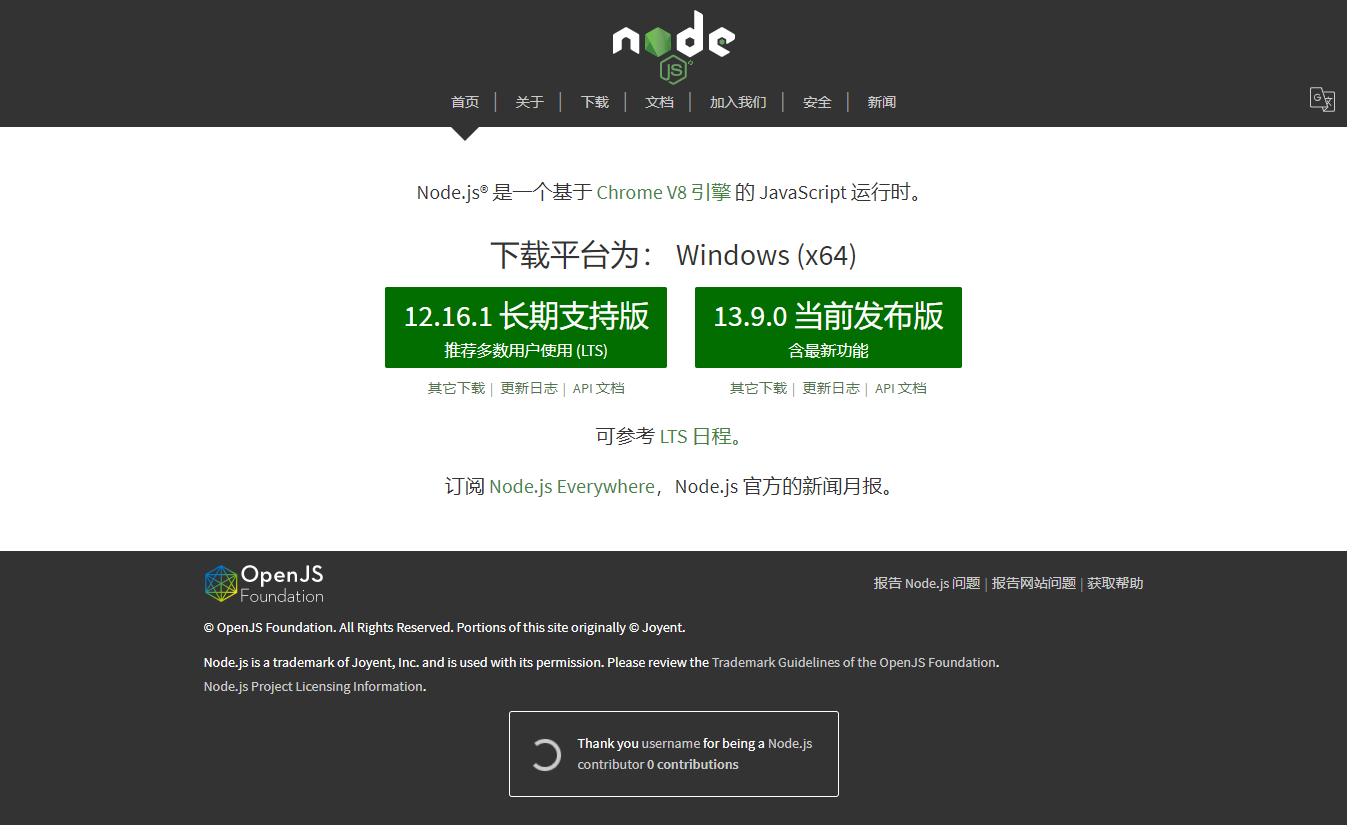 node
JS
首页 | 关于 | 下载 | 文档 | 加入我们 | 安全 | 新闻
Node.js® 是一个基于 Chrome V8 引擎 的 JavaScript 运行时。
下载平台为： Windows (x64)
12.16.1 长期支持版
推荐多数用户使用 (LTS)
其它下载 | 更新日志 | API 文档
13.9.0 当前发布版
含最新功能
其它下载 | 更新日志 | API 文档
可参考 LTS 日程。
订阅 Node.js Everywhere，Node.js 官方的新闻月报。
OpenJS
Foundation
报告 Node.js 问题 | 报告网站问题 | 获取帮助
© OpenJS Foundation. All Rights Reserved. Portions of this site originally © Joyent.
Node.js is a trademark of Joyent, Inc. and is used with its permission. Please review the Trademark Guidelines of the OpenJS Foundation.
Node.js Project Licensing Information.
Thank you username for being a Node.js
contributor 0 contributions